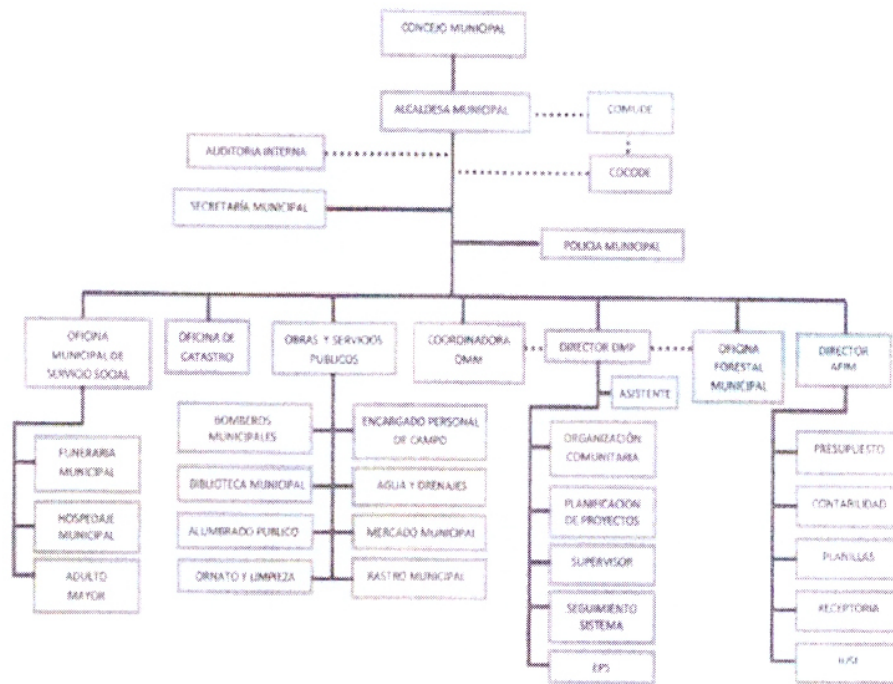 CONCEJO MUNICIPAL
ALCALDESA MUNICIPAL
COMUDE
AUDITORIA INTERNA
COCODE
SECRETARÍA MUNICIPAL
POLICIA MUNICIPAL
OFICINA
MUNICIPAL DE
SERVICIO SOCIAL
OFICINA DE
CATASTRO
OBRAS Y SERVICIOS
PUBLICOS
COORDINADORA
DMM
DIRECTOR DMP
OFICINA
FORESTAL
MUNICIPAL
DIRECTOR
AFIM
ASISTENTE
FUNERARIA
MUNICIPAL
HOSPEDAJE
MUNICIPAL
ADULTO
MAYOR
BOMBEROS
MUNICIPALES
BIBLIOTECA MUNICIPAL
ALUMBRADO PUBLICO
ORNATO Y LIMPIEZA
ENCARGADO PERSONAL
DE CAMPO
AGUA Y DRENAJES
MERCADO MUNICIPAL
RASTRO MUNICIPAL
ORGANIZACIÓN
COMUNITARIA
PLANIFICACION
DE PROYECTOS
SUPERVISOR
SEGUIMIENTO
SISTEMA
EPS
PRESUPUESTO
CONTABILIDAD
PLANILLAS
RECEPTORIA